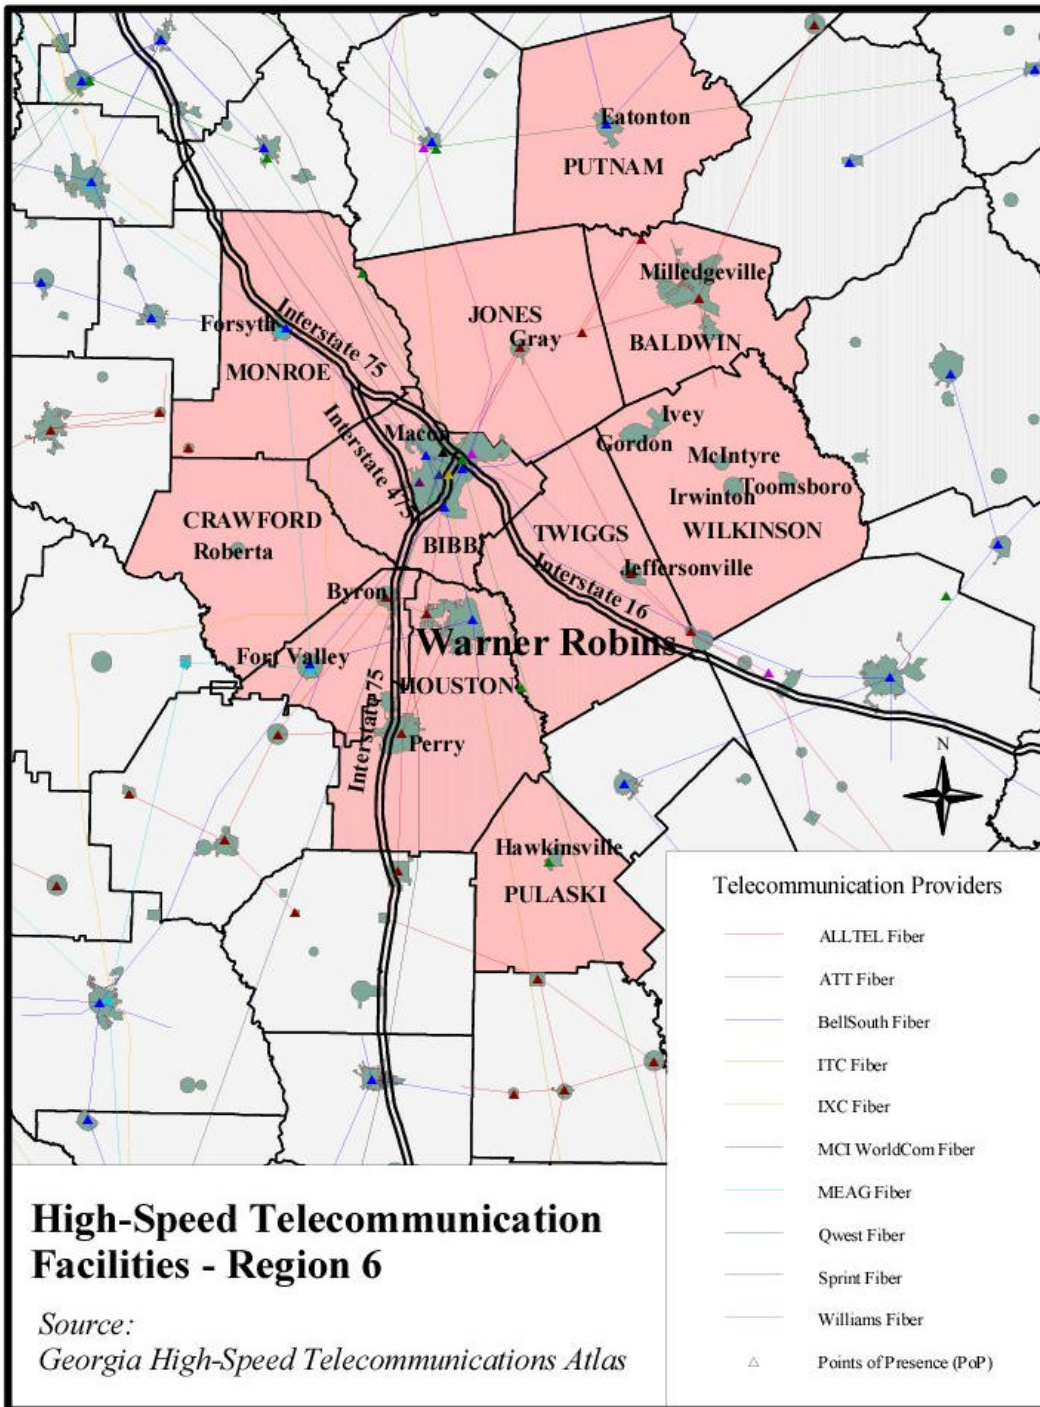 Eatonton
PUTNAM
Milledgeville
JONES
Gray
BALDWIN
Interstate 75
Forsyth
MONROE
Ivey
Gordon
Macon
Interstate 475
McIntyre
Toomsboro
Irwinton
WILKINSON
CRAWFORD
Roberta
TWIGGS
BIBB
Jeffersonville
Interstate 16
Byron
Warner Robins
Fort Valley
HOUSTON
Interstate 75
Perry
N
Hawkinsville
PULASKI
Telecommunication Providers
ALLTEL Fiber
ATT Fiber
BellSouth Fiber
ITC Fiber
IXC Fiber
MCI WorldCom Fiber
MEAG Fiber
Qwest Fiber
Sprint Fiber
Williams Fiber
Points of Presence (PoP)
High-Speed Telecommunication
Facilities - Region 6
Source:
Georgia High-Speed Telecommunications Atlas